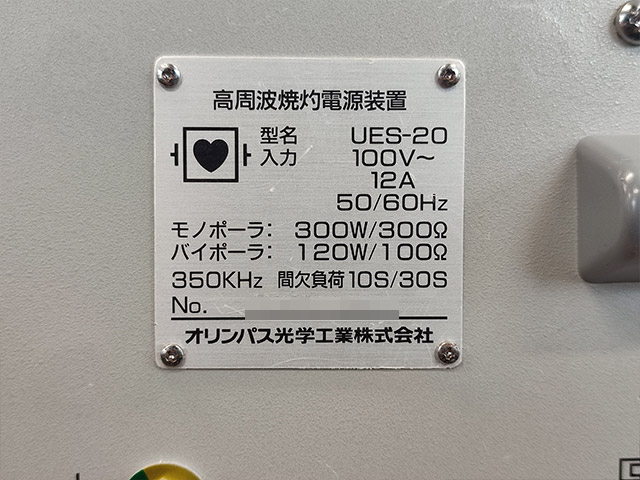 高周波焼灼電源装置
型名 UES-20
入力 100V～
12A
50/60Hz
モノポーラ: 300W/300Ω
バイポーラ: 120W/100Ω
350KHz 間欠負荷10S/30S
No.
オリンパス光学工業株式会社